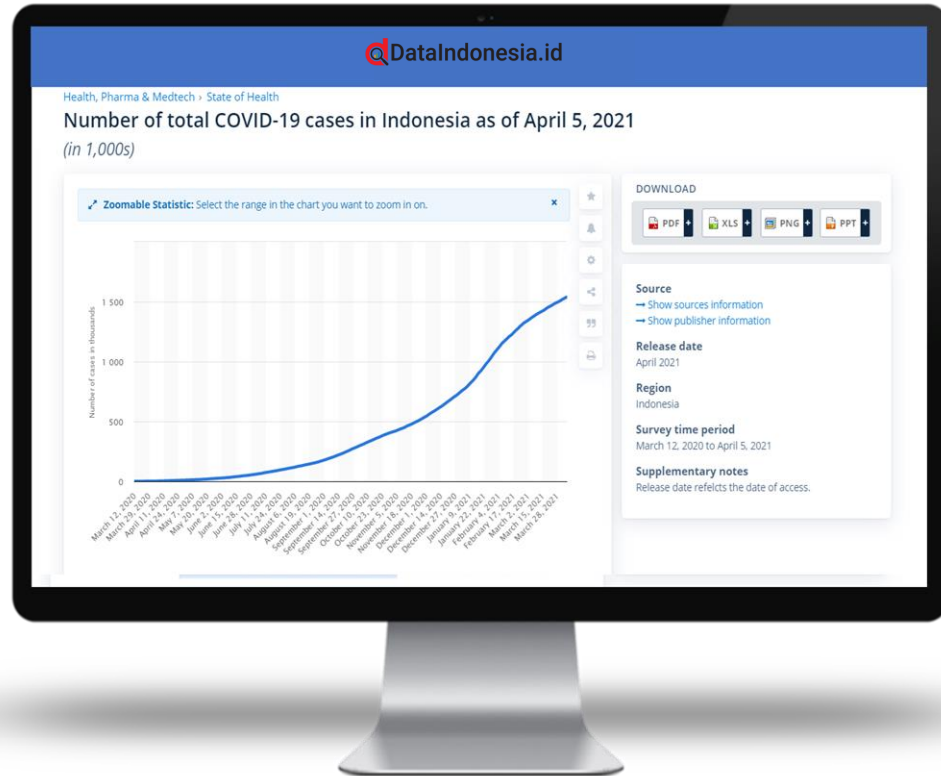 DataIndonesia.id
Health, Pharma & Medtech › State of Health
Number of total COVID-19 cases in Indonesia as of April 5, 2021
(in 1,000s)
Zoomable Statistic: Select the range in the chart you want to zoom in on. x
Number of cases in thousands
1 500
1 000
500
0
March 12, 2020
March 29, 2020
April 11, 2020
April 24, 2020
May 7, 2020
May 20, 2020
June 2, 2020
June 15, 2020
June 28, 2020
July 11, 2020
July 24, 2020
August 6, 2020
August 19, 2020
September 1, 2020
September 14, 2020
September 27, 2020
October 10, 2020
October 23, 2020
November 5, 2020
November 18, 2020
December 1, 2020
December 14, 2020
December 27, 2020
January 9, 2021
January 22, 2021
February 4, 2021
February 17, 2021
March 2, 2021
March 15, 2021
March 28, 2021
DOWNLOAD
PDF + XLS + PNG + PPT +
Source
→ Show sources information
→ Show publisher information
Release date
April 2021
Region
Indonesia
Survey time period
March 12, 2020 to April 5, 2021
Supplementary notes
Release date refelcts the date of access.